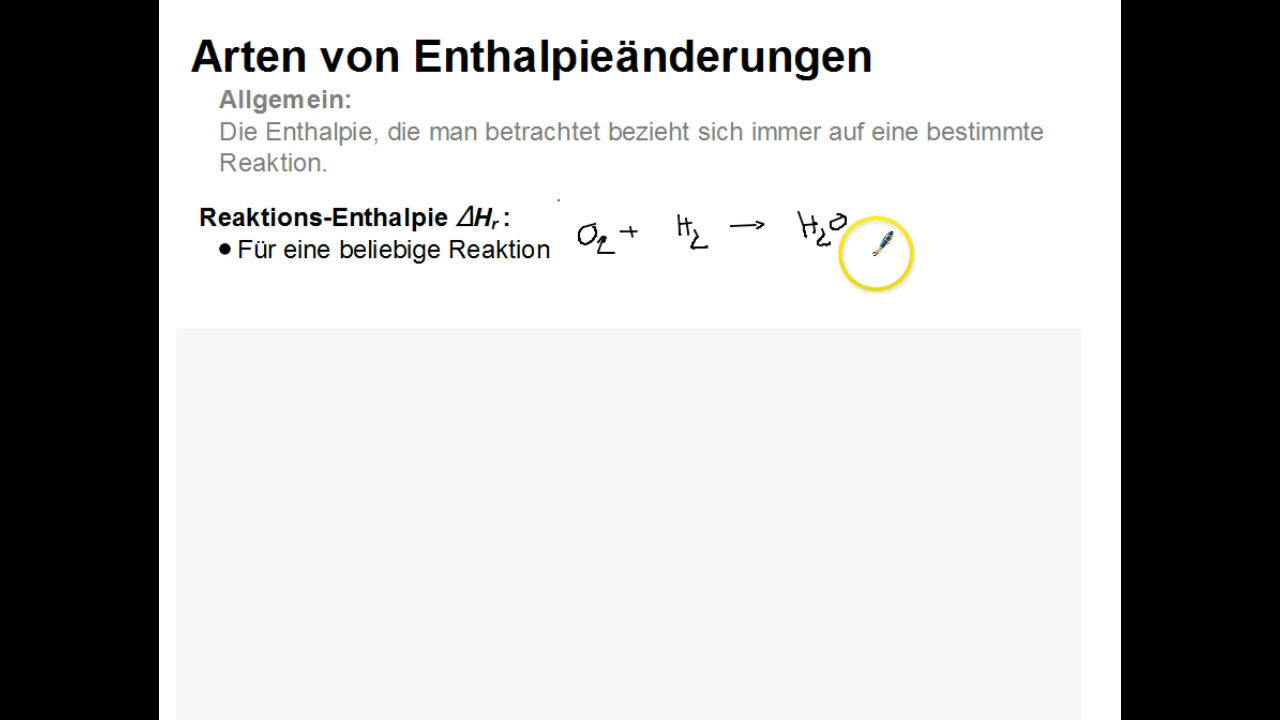 Arten von Enthalpieänderungen
Allgemein:
Die Enthalpie, die man betrachtet bezieht sich immer auf eine bestimmte
Reaktion.
Reaktions-Enthalpie ΔHᵣ :
● Für eine beliebige Reaktion
O₂ + H₂ → H₂O